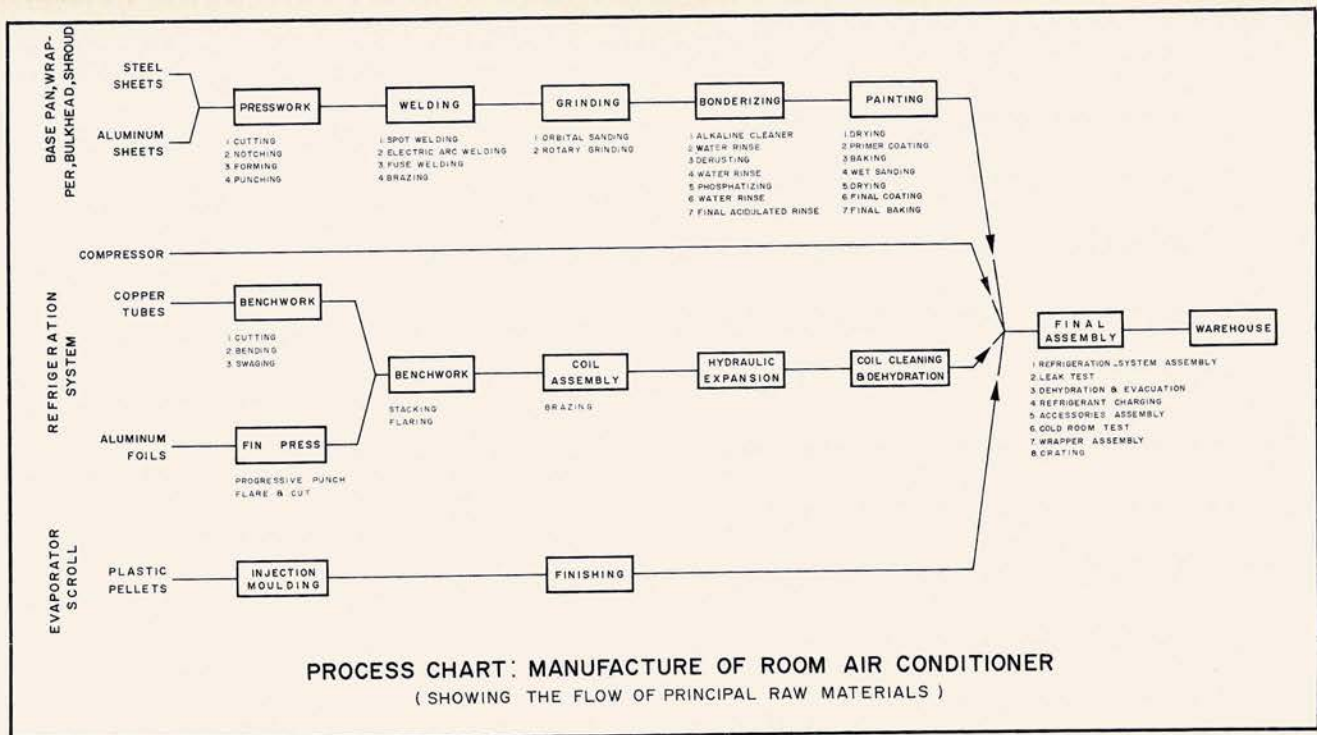 BASE PAN, WRAP-
PER, BULKHEAD, SHROUD
STEEL
SHEETS
ALUMINUM
SHEETS
PRESSWORK
1 CUTTING
2. NOTCHING
3. FORMING
4. PUNCHING
WELDING
1. SPOT WELDING
2. ELECTRIC ARC WELDING
3. FUSE WELDING
4 BRAZING
GRINDING
1 ORBITAL SANDING
2 ROTARY GRINDING
BONDERIZING
1 ALKALINE CLEANER
2 WATER RINSE
3 DERUSTING
4 WATER RINSE
5 PHOSPHATIZING
6 WATER RINSE
7 FINAL ACIDULATED RINSE
PAINTING
1. DRYING
2 PRIMER COATING
3 BAKING
4 WET SANDING
5. DRYING
6 FINAL COATING
7 FINAL BAKING
REFRIGERATION
SYSTEM
COMPRESSOR
COPPER
TUBES
BENCHWORK
1 CUTTING
2. BENDING
3 SWAGING
ALUMINUM
FOILS
FIN PRESS
PROGRESSIVE PUNCH
FLARE & CUT
BENCHWORK
STACKING
FLARING
COIL
ASSEMBLY
BRAZING
HYDRAULIC
EXPANSION
COIL CLEANING
& DEHYDRATION
FINAL
ASSEMBLY
1 REFRIGERATION SYSTEM ASSEMBLY
2. LEAK TEST
3 DEHYDRATION & EVACUATION
4 REFRIGERANT CHARGING
5 ACCESSORIES ASSEMBLY
6. COLD ROOM TEST
7. WRAPPER ASSEMBLY
8. CRATING
WAREHOUSE
EVAPORATOR
SCROLL
PLASTIC
PELLETS
INJECTION
MOULDING
FINISHING
PROCESS CHART: MANUFACTURE OF ROOM AIR CONDITIONER
(SHOWING THE FLOW OF PRINCIPAL RAW MATERIALS)